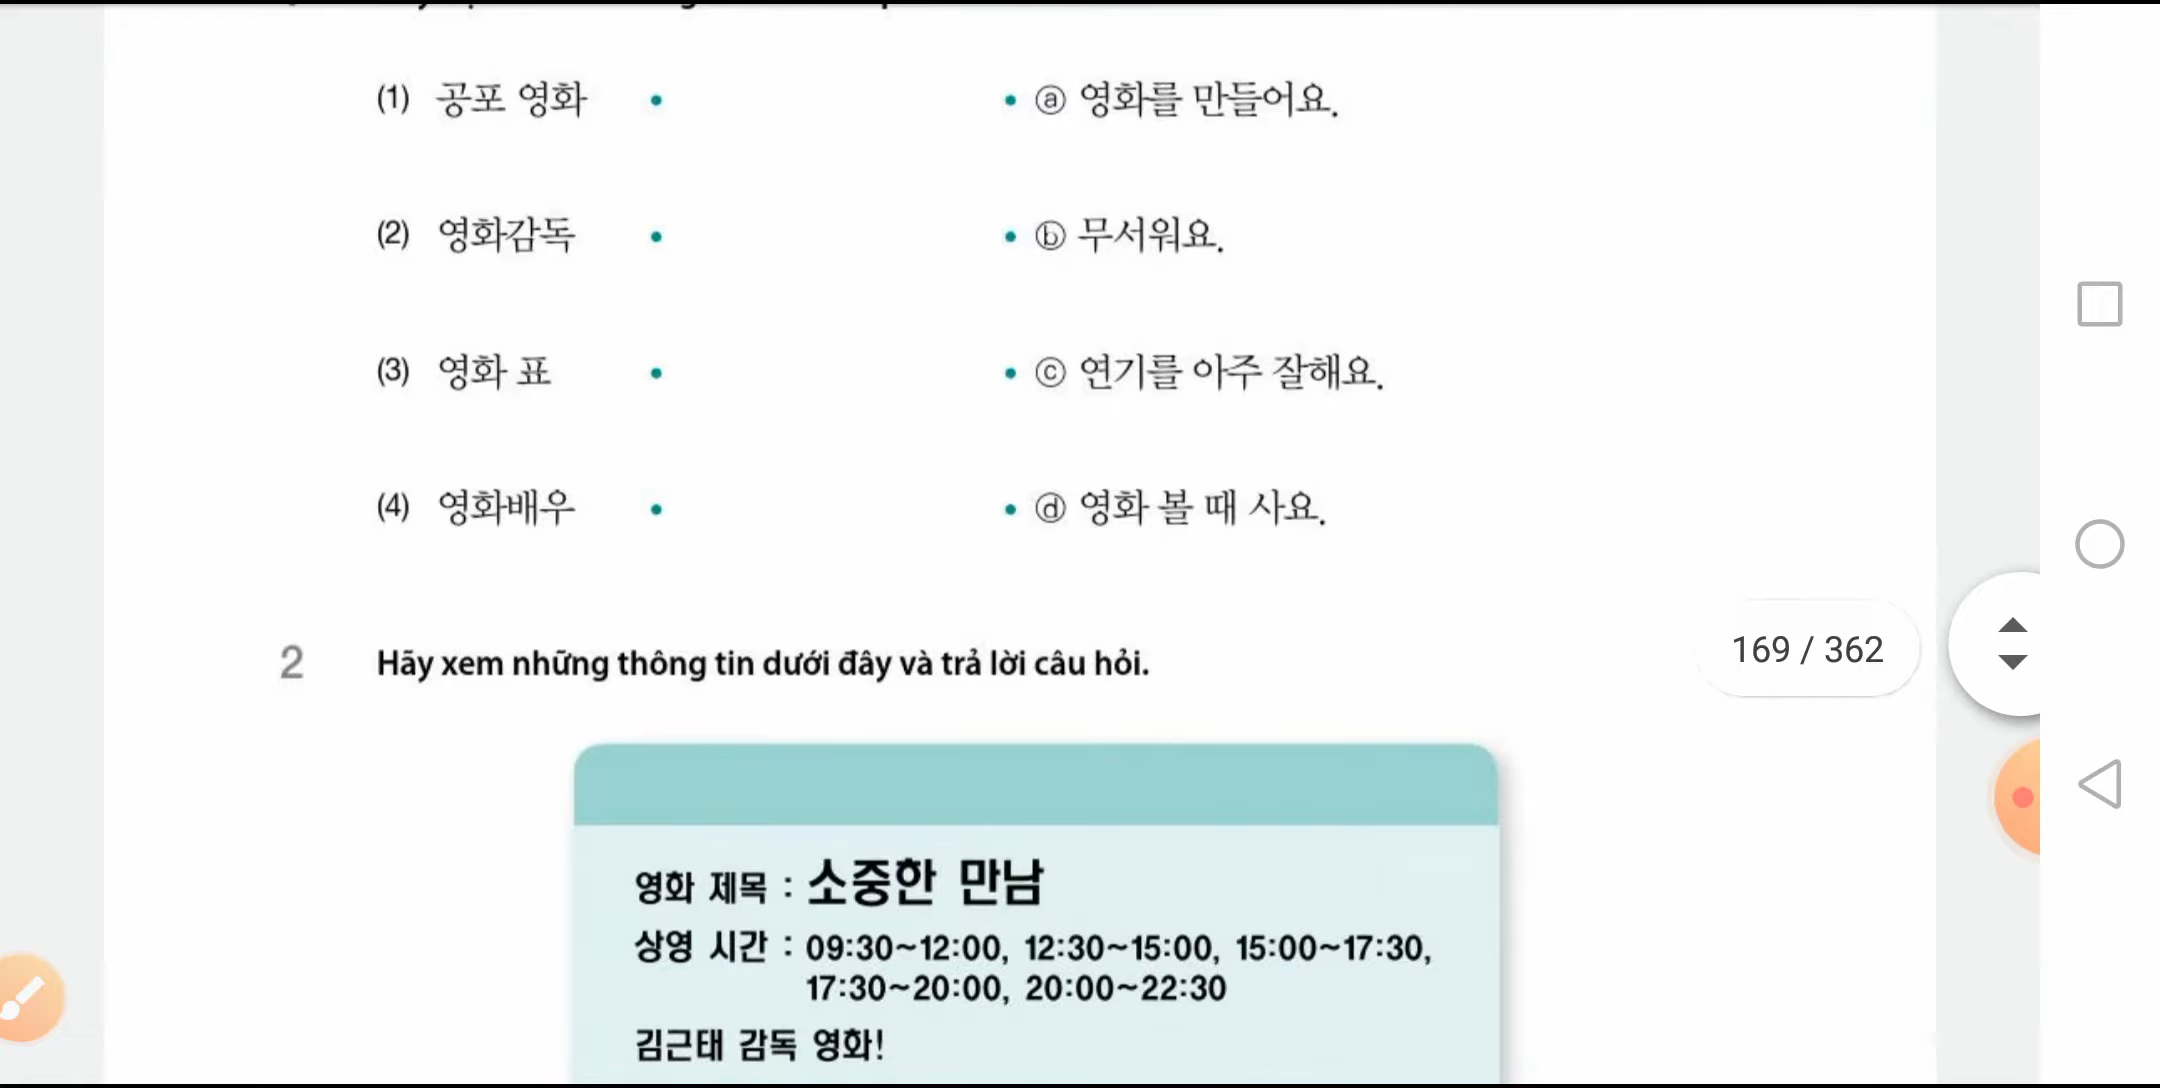 (1) 공포 영화 • • ⓐ 영화를 만들어요.
(2) 영화감독 • • ⓑ 무서워요.
(3) 영화 표 • • ⓒ 연기를 아주 잘해요.
(4) 영화배우 • • ⓓ 영화 볼 때 사요.
2 Hãy xem những thông tin dưới đây và trả lời câu hỏi.
169 / 362
영화 제목 : 소중한 만남
상영 시간 : 09:30~12:00, 12:30~15:00, 15:00~17:30,
17:30~20:00, 20:00~22:30
김근태 감독 영화!